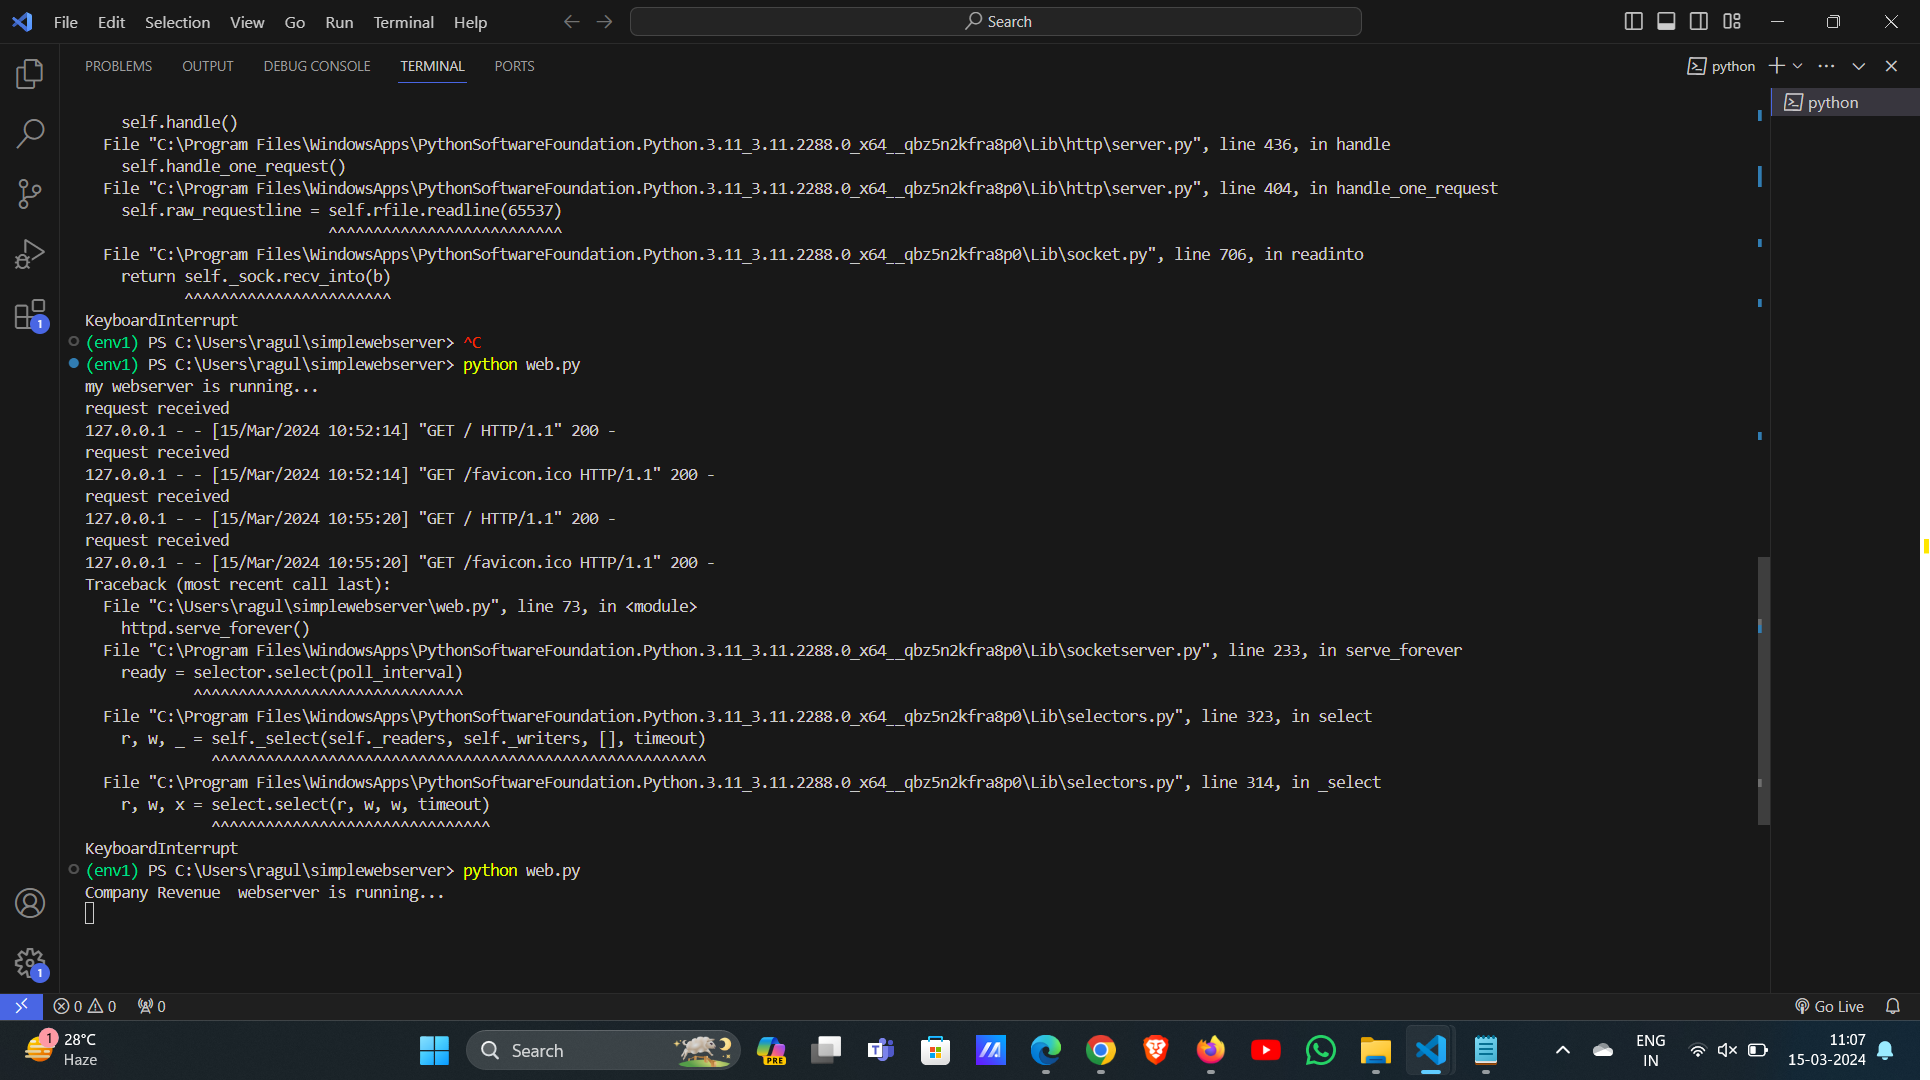 File Edit Selection View Go Run Terminal Help
Search
PROBLEMS OUTPUT DEBUG CONSOLE TERMINAL PORTS
python
python
self.handle()
File "C:\Program Files\WindowsApps\PythonSoftwareFoundation.Python.3.11_3.11.2288.0_x64__qbz5n2kfra8p0\Lib\http\server.py", line 436, in handle
self.handle_one_request()
File "C:\Program Files\WindowsApps\PythonSoftwareFoundation.Python.3.11_3.11.2288.0_x64__qbz5n2kfra8p0\Lib\http\server.py", line 404, in handle_one_request
self.raw_requestline = self.rfile.readline(65537)
^^^^^^^^^^^^^^^^^^^^^^^^^^
File "C:\Program Files\WindowsApps\PythonSoftwareFoundation.Python.3.11_3.11.2288.0_x64__qbz5n2kfra8p0\Lib\socket.py", line 706, in readinto
return self._sock.recv_into(b)
^^^^^^^^^^^^^^^^^^^^^^^
KeyboardInterrupt
(env1) PS C:\Users\ragul\simplewebserver> ^C
(env1) PS C:\Users\ragul\simplewebserver> python web.py
my webserver is running...
request received
127.0.0.1 - - [15/Mar/2024 10:52:14] "GET / HTTP/1.1" 200 -
request received
127.0.0.1 - - [15/Mar/2024 10:52:14] "GET /favicon.ico HTTP/1.1" 200 -
request received
127.0.0.1 - - [15/Mar/2024 10:55:20] "GET / HTTP/1.1" 200 -
request received
127.0.0.1 - - [15/Mar/2024 10:55:20] "GET /favicon.ico HTTP/1.1" 200 -
Traceback (most recent call last):
File "C:\Users\ragul\simplewebserver\web.py", line 73, in <module>
httpd.serve_forever()
File "C:\Program Files\WindowsApps\PythonSoftwareFoundation.Python.3.11_3.11.2288.0_x64__qbz5n2kfra8p0\Lib\socketserver.py", line 233, in serve_forever
ready = selector.select(poll_interval)
^^^^^^^^^^^^^^^^^^^^^^^^^^^^^^
File "C:\Program Files\WindowsApps\PythonSoftwareFoundation.Python.3.11_3.11.2288.0_x64__qbz5n2kfra8p0\Lib\selectors.py", line 323, in select
r, w, _ = self._select(self._readers, self._writers, [], timeout)
^^^^^^^^^^^^^^^^^^^^^^^^^^^^^^^^^^^^^^^^^^^^^^^^^^^^^^^
File "C:\Program Files\WindowsApps\PythonSoftwareFoundation.Python.3.11_3.11.2288.0_x64__qbz5n2kfra8p0\Lib\selectors.py", line 314, in _select
r, w, x = select.select(r, w, w, timeout)
^^^^^^^^^^^^^^^^^^^^^^^^^^^^^^^
KeyboardInterrupt
(env1) PS C:\Users\ragul\simplewebserver> python web.py
Company Revenue  webserver is running...
1
1
0 0 0
Go Live
1
28°C
Haze
Search
PRE
ENG
IN
11:07
15-03-2024